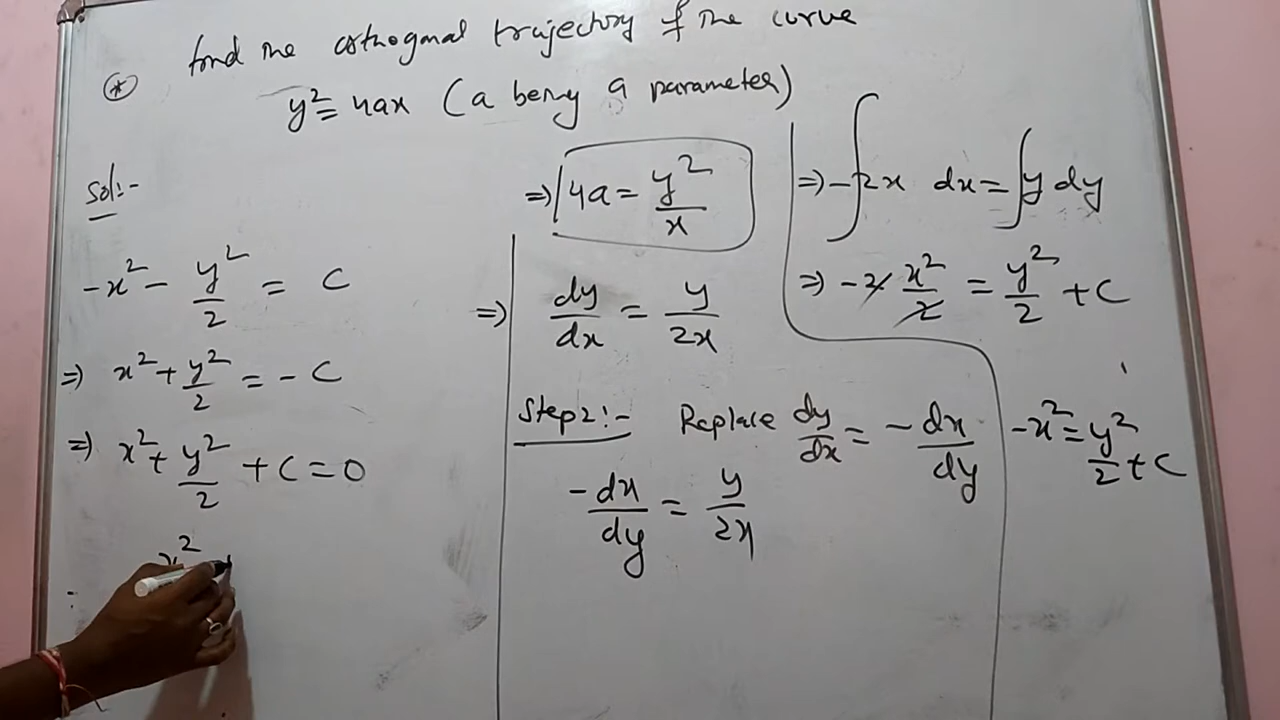 (*) find the orthogonal trajectory of the curve
y² = 4ax (a being a parameter)
Sol:-
-x² - y²/2 = C
⇒ x² + y²/2 = -C
⇒ x² + y²/2 + C = 0
x² +
⇒ 4a = y²/x
⇒ dy/dx = y/2x
Step2:- Replace dy/dx = -dx/dy
-dx/dy = y/2x
⇒ -∫2x dx = ∫y dy
⇒ -2 x²/2 = y²/2 + C
-x² = y²/2 + C